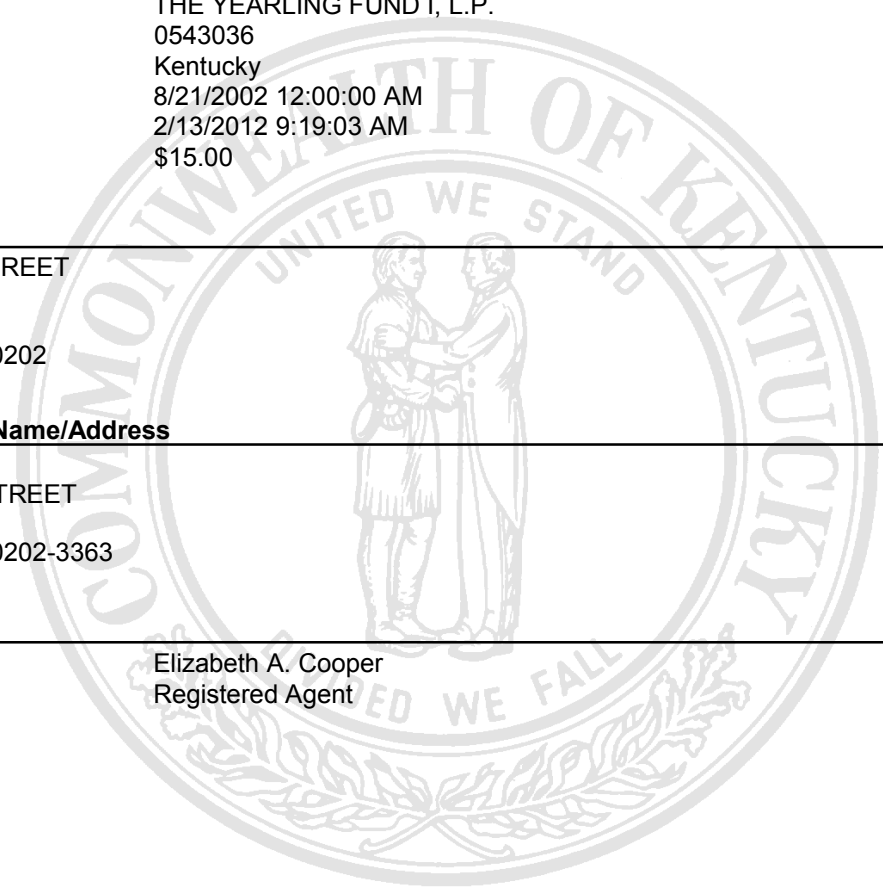 THE YEARLING FUND I, L.P.
0543036
Kentucky
8/21/2002 12:00:00 AM
2/13/2012 9:19:03 AM
$15.00
REET
0202
Name/Address
TREET
0202-3363
Elizabeth A. Cooper
Registered Agent
COMMONWEALTH OF KENTUCKY
UNITED WE STAND
DIVIDED WE FALL